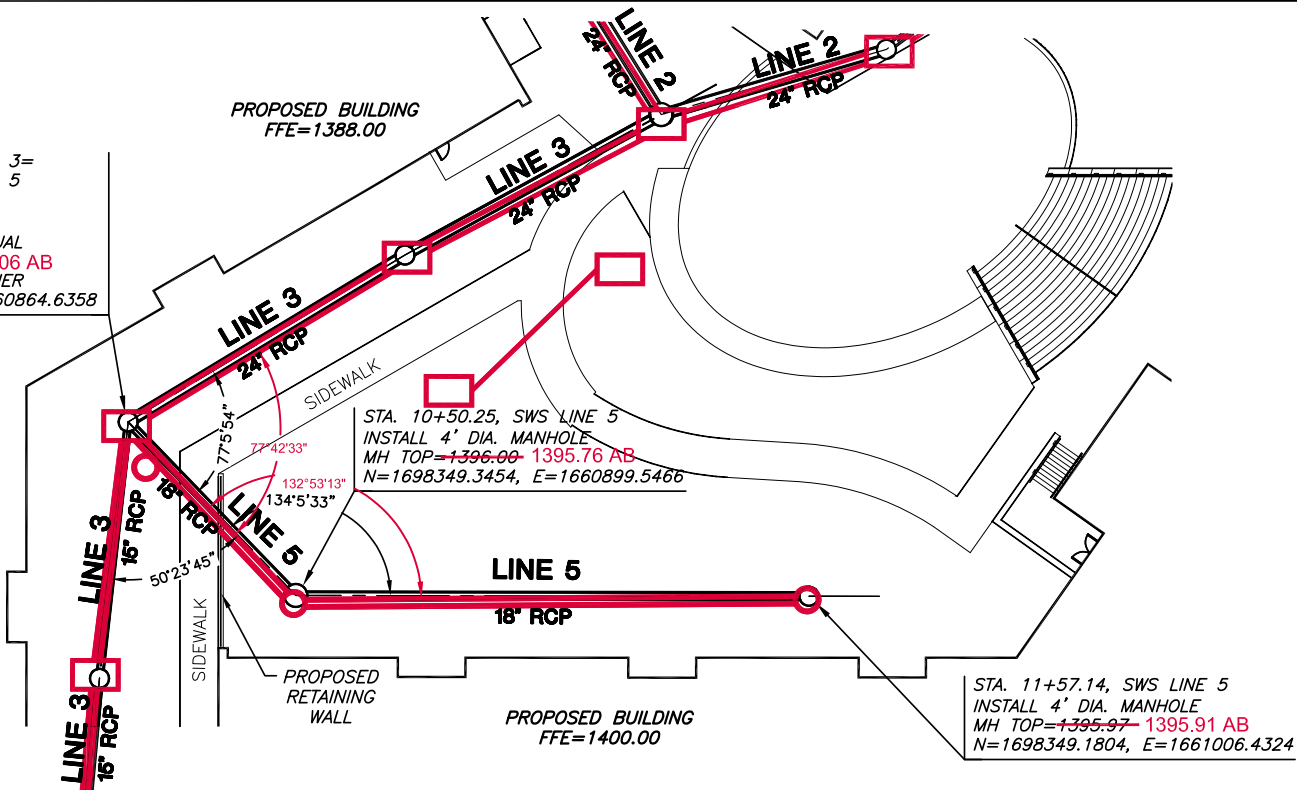 LINE 2
24" RCP
LINE 2
24" RCP
PROPOSED BUILDING
FFE=1388.00
3=
5
LINE 3
24" RCP
UAL
06 AB
60864.6358
LINE 3
24" RCP
SIDEWALK
STA. 10+50.25, SWS LINE 5
INSTALL 4' DIA. MANHOLE
MH TOP=1396.00 1395.76 AB
N=1698349.3454, E=1660899.5466
77°5'54"
77°42'33"
132°53'13"
134°5'33"
18" RCP
LINE 5
LINE 3
15" RCP
50°23'45"
LINE 5
18" RCP
SIDEWALK
PROPOSED
RETAINING
WALL
LINE 3
15" RCP
PROPOSED BUILDING
FFE=1400.00
STA. 11+57.14, SWS LINE 5
INSTALL 4' DIA. MANHOLE
MH TOP=1395.97 1395.91 AB
N=1698349.1804, E=1661006.4324